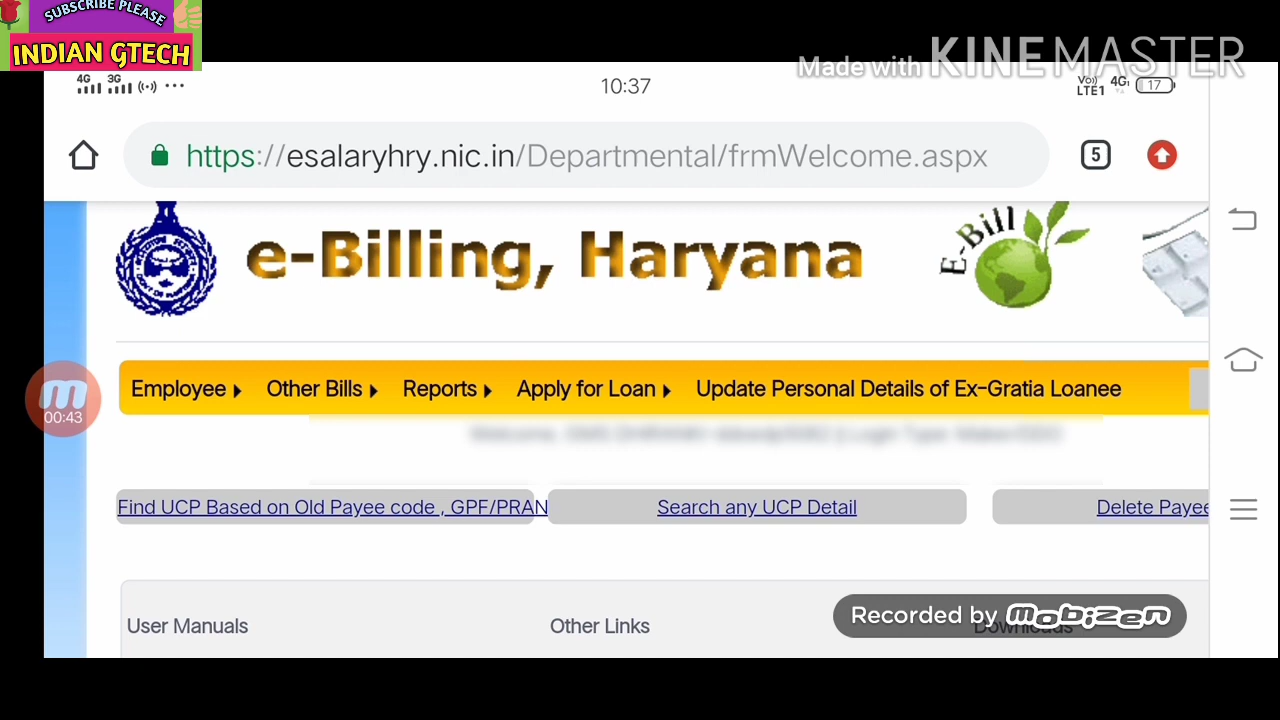 SUBSCRIBE PLEASE
INDIAN GTECH
Made with KINEMASTER
4G 3G 10:37 VoLTE1 4G 17
https://esalaryhry.nic.in/Departmental/frmWelcome.aspx 5
e-Billing, Haryana
E-Bill
Employee Other Bills Reports Apply for Loan Update Personal Details of Ex-Gratia Loanee
00:43
Find UCP Based on Old Payee code , GPF/PRAN Search any UCP Detail Delete Payee
User Manuals Other Links Downloads
Recorded by mobizen